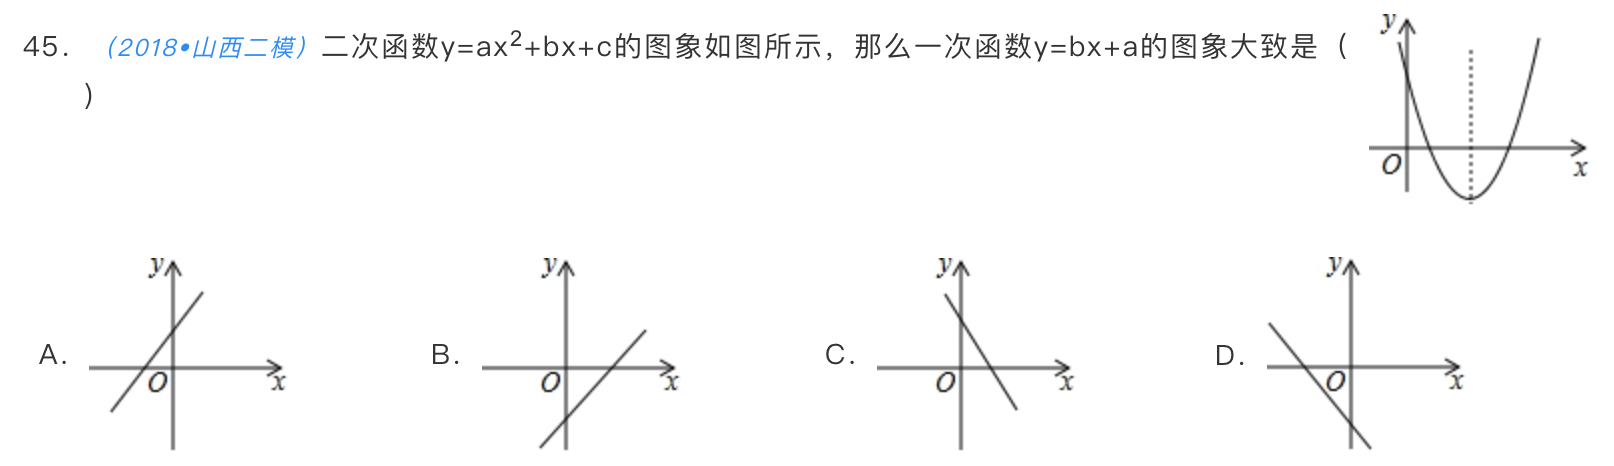 45. （2018•山西二模）二次函数y=ax²+bx+c的图象如图所示，那么一次函数y=bx+a的图象大致是（
）
y
O
x
A.
y
O
x
B.
y
O
x
C.
y
O
x
D.
y
O
x